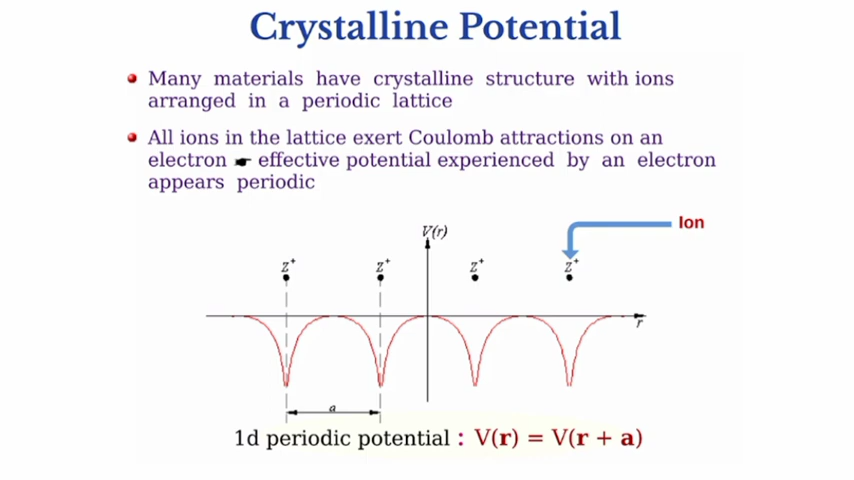 Crystalline Potential
Many materials have crystalline structure with ions
arranged in a periodic lattice
All ions in the lattice exert Coulomb attractions on an
electron ☛ effective potential experienced by an electron
appears periodic
V(r)
Ion
Z⁺ Z⁺ Z⁺ Z⁺
r
a
1d periodic potential : V(r) = V(r + a)